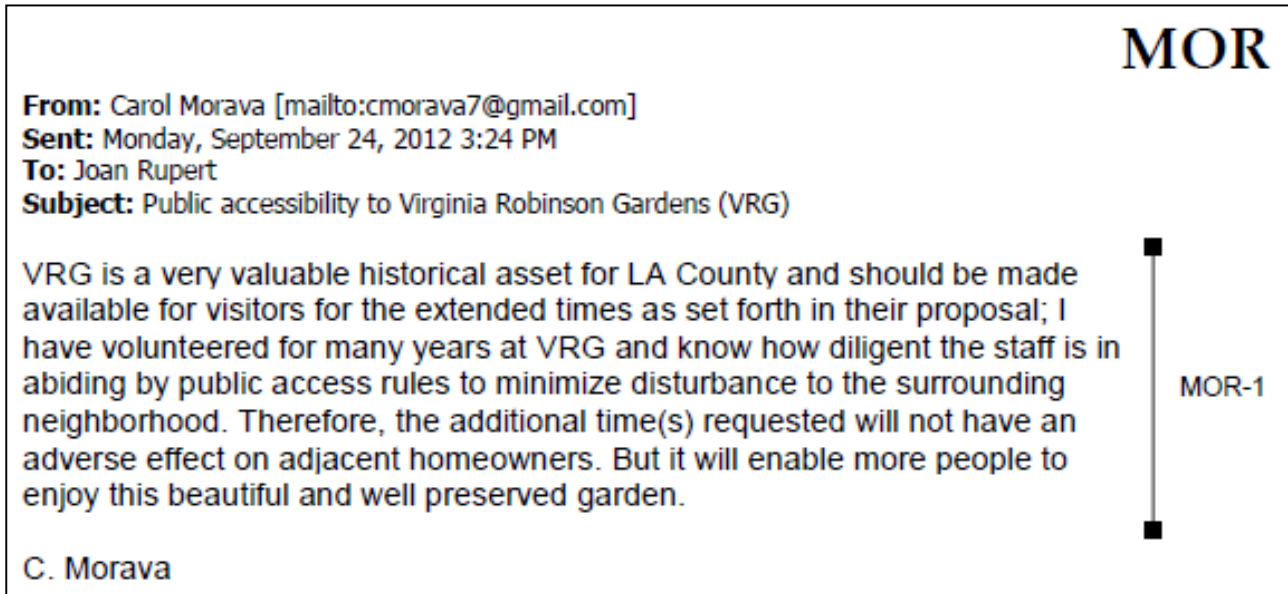 MOR
From: Carol Morava [mailto:cmorava7@gmail.com]
Sent: Monday, September 24, 2012 3:24 PM
To: Joan Rupert
Subject: Public accessibility to Virginia Robinson Gardens (VRG)
VRG is a very valuable historical asset for LA County and should be made
available for visitors for the extended times as set forth in their proposal; I
have volunteered for many years at VRG and know how diligent the staff is in
abiding by public access rules to minimize disturbance to the surrounding
neighborhood. Therefore, the additional time(s) requested will not have an
adverse effect on adjacent homeowners. But it will enable more people to
enjoy this beautiful and well preserved garden.
MOR-1
C. Morava